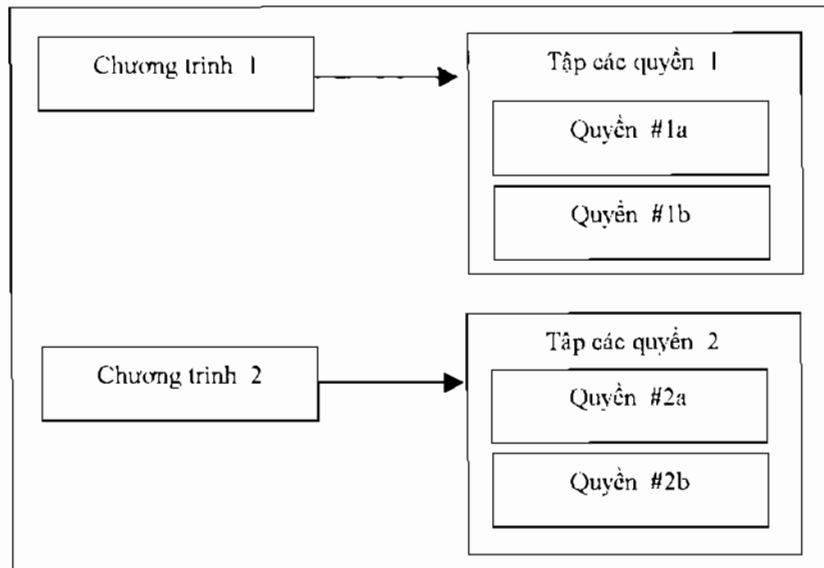 Chương trình 1
Tập các quyền 1
Quyền #1a
Quyền #1b
Chương trình 2
Tập các quyền 2
Quyền #2a
Quyền #2b